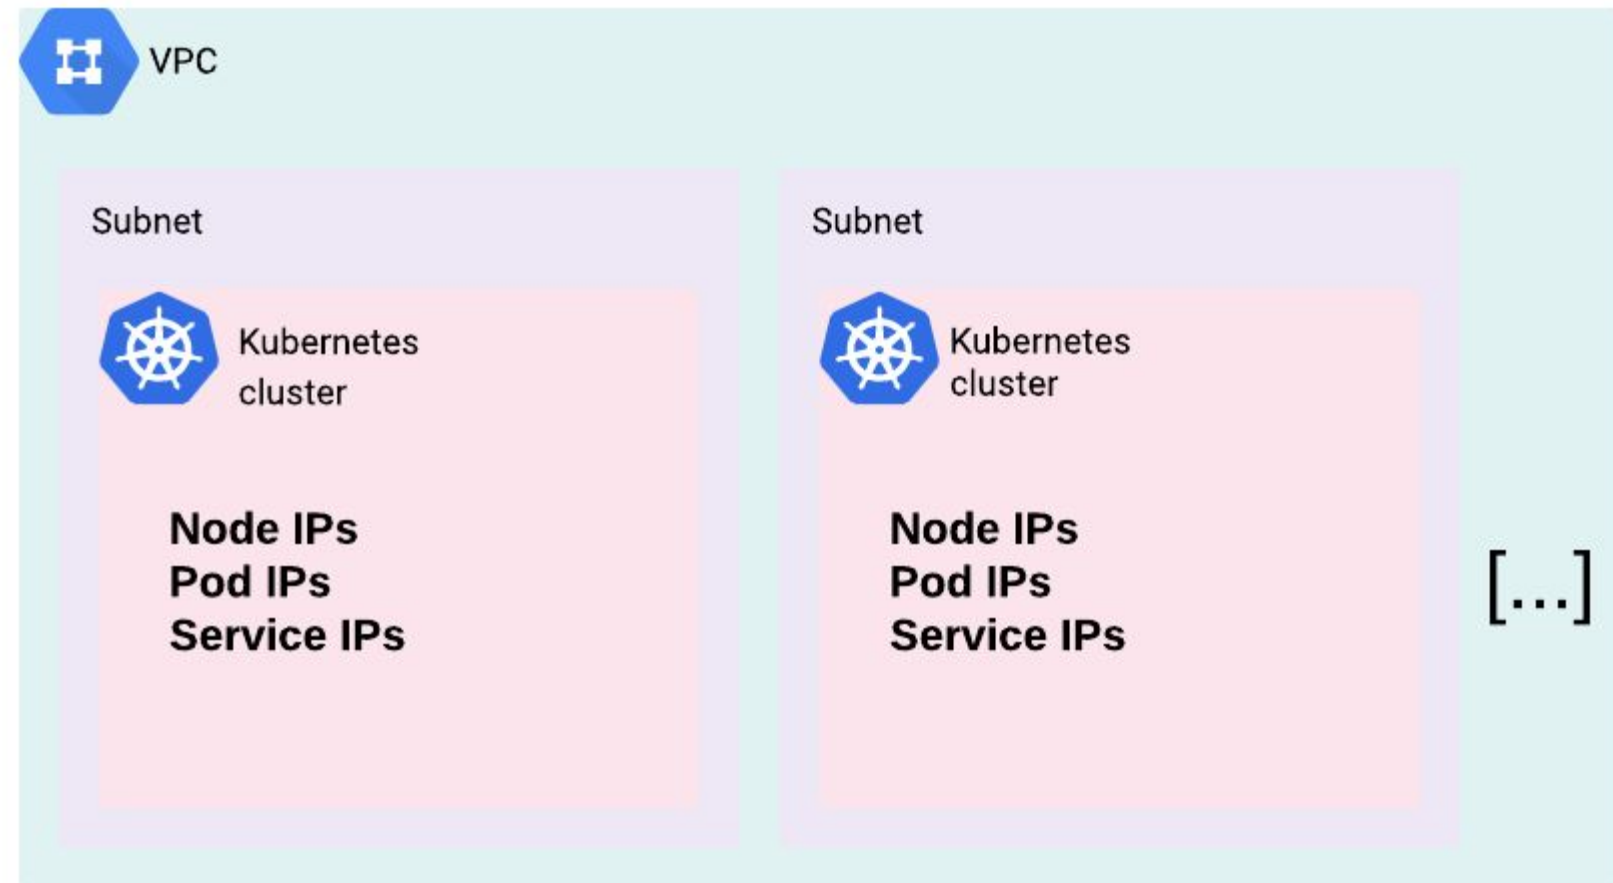 VPC
Subnet
Kubernetes
cluster
Node IPs
Pod IPs
Service IPs
Subnet
Kubernetes
cluster
Node IPs
Pod IPs
Service IPs
[...]